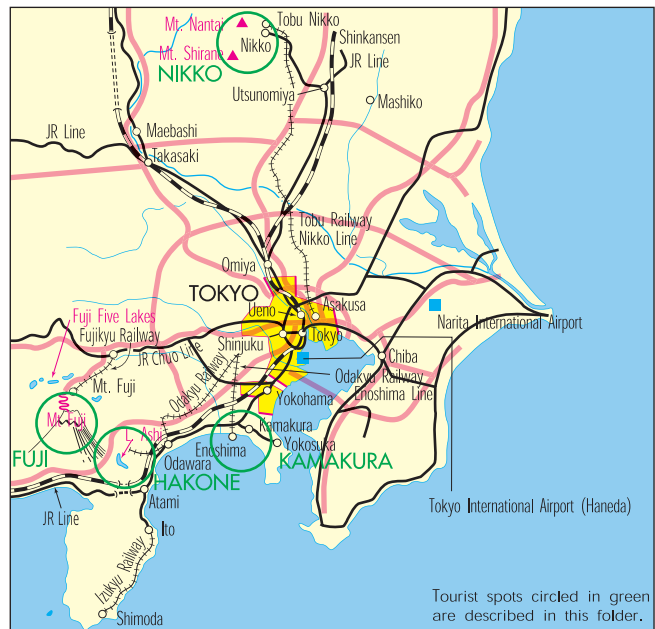 Mt. Nantai
Tobu Nikko
Nikko
Shinkansen
Mt. Shirane
JR Line
NIKKO
Utsunomiya
Mashiko
JR Line
Maebashi
Takasaki
Tobu Railway
Nikko Line
Omiya
TOKYO
Ueno
Asakusa
Fuji Five Lakes
Fujikyu Railway
Shinjuku
Tokyo
Narita International Airport
JR Chuo Line
Chiba
Mt. Fuji
Odakyu Railway
Odakyu Railway
Enoshima Line
Yokohama
Mt. Fuji
Kamakura
L. Ashi
Enoshima
Yokosuka
FUJI
Odawara
KAMAKURA
HAKONE
Atami
JR Line
Tokyo International Airport (Haneda)
Ito
Izukyu Railway
Shimoda
Tourist spots circled in green
are described in this folder.